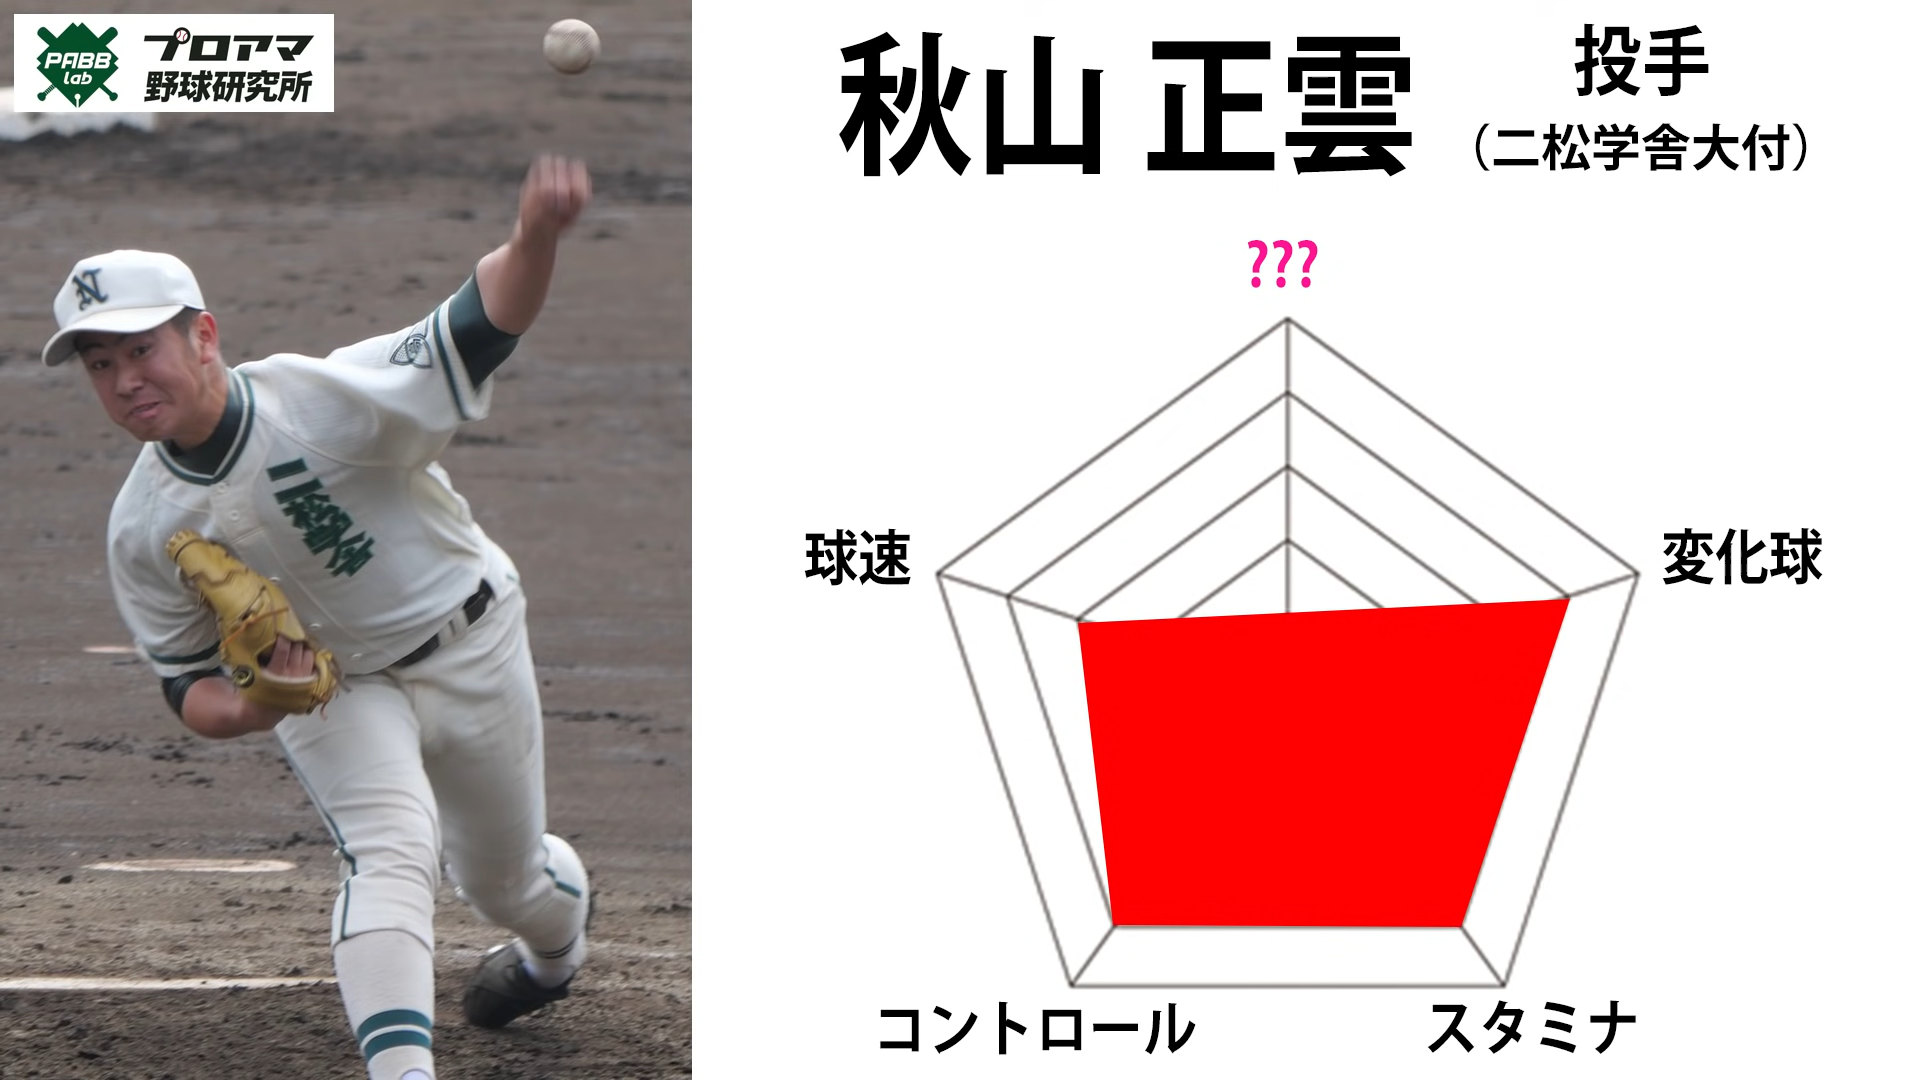 PABB
lab
プロアマ
野球研究所
N
二松学舎
秋山 正雲
投手
（二松学舎大付）
???
球速
変化球
コントロール
スタミナ